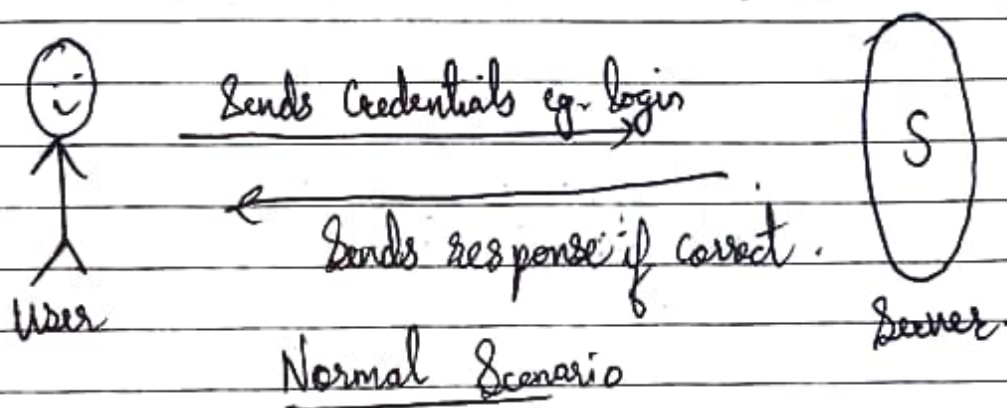 Sends Credentials eg. login
S
Sends response if correct.
User
Server.
Normal Scenario